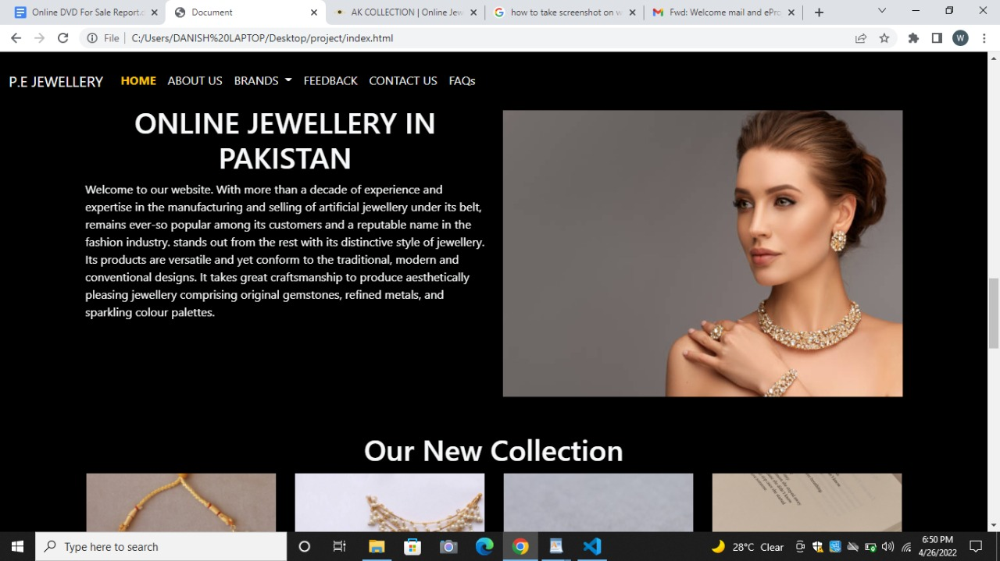 Online DVD For Sale Report.d
Document
AK COLLECTION | Online Jew
how to take screenshot on w
Fwd: Welcome mail and ePro
File
C:/Users/DANISH%20LAPTOP/Desktop/project/index.html
W
P.E JEWELLERY HOME ABOUT US BRANDS FEEDBACK CONTACT US FAQs
ONLINE JEWELLERY IN
PAKISTAN
Welcome to our website. With more than a decade of experience and
expertise in the manufacturing and selling of artificial jewellery under its belt,
remains ever-so popular among its customers and a reputable name in the
fashion industry. stands out from the rest with its distinctive style of jewellery.
Its products are versatile and yet conform to the traditional, modern and
conventional designs. It takes great craftsmanship to produce aesthetically
pleasing jewellery comprising original gemstones, refined metals, and
sparkling colour palettes.
Our New Collection
Type here to search
28°C Clear
6:50 PM
4/26/2022